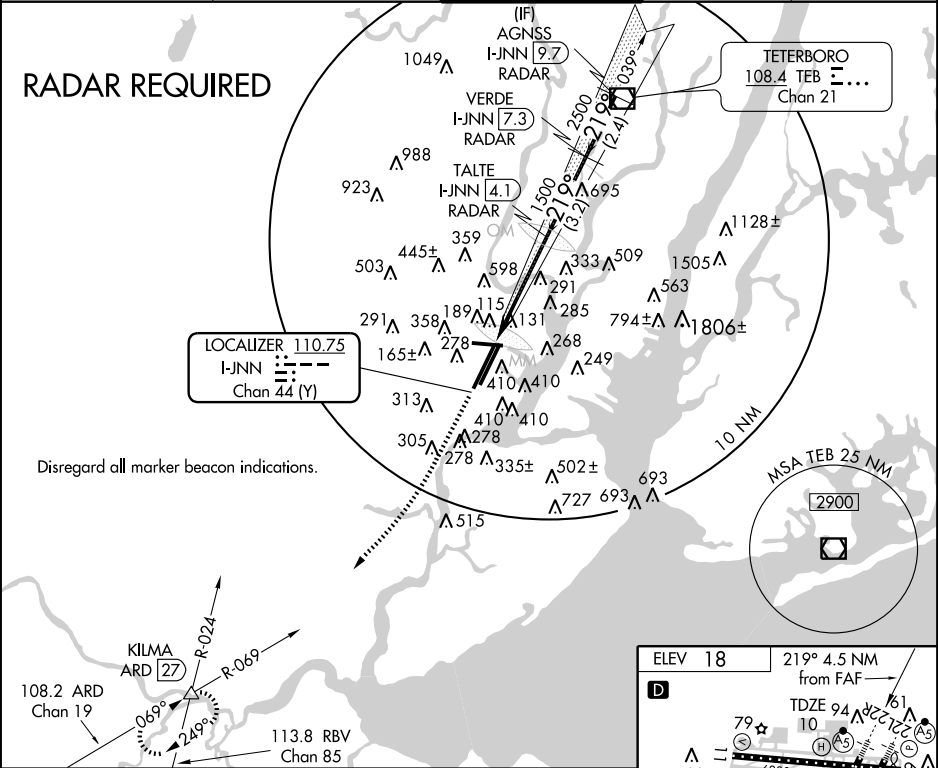 (IF)
AGNSS
I-JNN 9.7
RADAR
RADAR REQUIRED
1049
TETERBORO
108.4 TEB
Chan 21
039°
2500
219°
(2.4)
VERDE
I-JNN 7.3
RADAR
988
923
TALTE
I-JNN 4.1
RADAR
1500
219°
(3.2)
695
OM
1128±
1505
359
445±
503
598
333
509
291
285
563
794±
1806±
189
115
131
291
358
278
165±
268
249
MM
LOCALIZER 110.75
I-JNN
Chan 44 (Y)
410
410
410
410
313
305
278
278
335±
502±
727
693
693
515
10 NM
Disregard all marker beacon indications.
MSA TEB 25 NM
2900
KILMA
ARD 27
R-024
R-069
108.2 ARD
Chan 19
069°
249°
113.8 RBV
Chan 85
ELEV 18
219° 4.5 NM
from FAF
D
TDZE
10
94
79
22R
22L
A5
A5
H
P
11